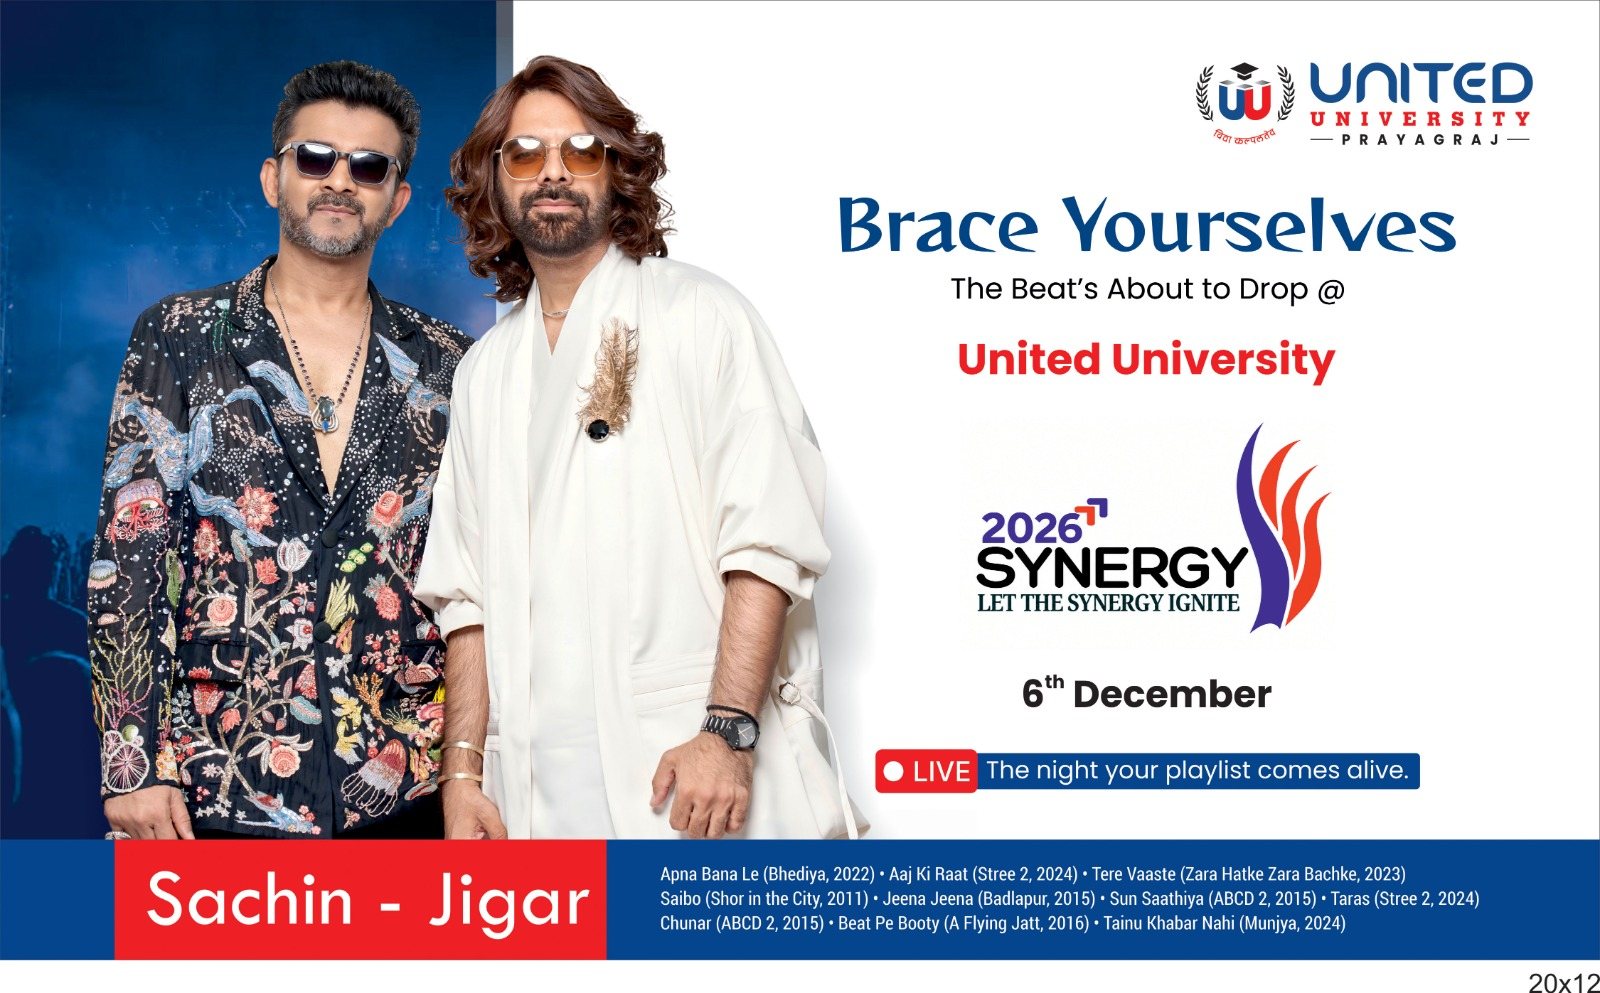 UNITED
UNIVERSITY
PRAYAGRAJ
विद्या कल्पलतेव
Brace Yourselves
The Beat's About to Drop @
United University
2026
SYNERGY
LET THE SYNERGY IGNITE
6th December
LIVE The night your playlist comes alive.
Sachin - Jigar
Apna Bana Le (Bhediya, 2022) • Aaj Ki Raat (Stree 2, 2024) • Tere Vaaste (Zara Hatke Zara Bachke, 2023)
Saibo (Shor in the City, 2011) • Jeena Jeena (Badlapur, 2015) • Sun Saathiya (ABCD 2, 2015) • Taras (Stree 2, 2024)
Chunar (ABCD 2, 2015) • Beat Pe Booty (A Flying Jatt, 2016) • Tainu Khabar Nahi (Munjya, 2024)
20x12